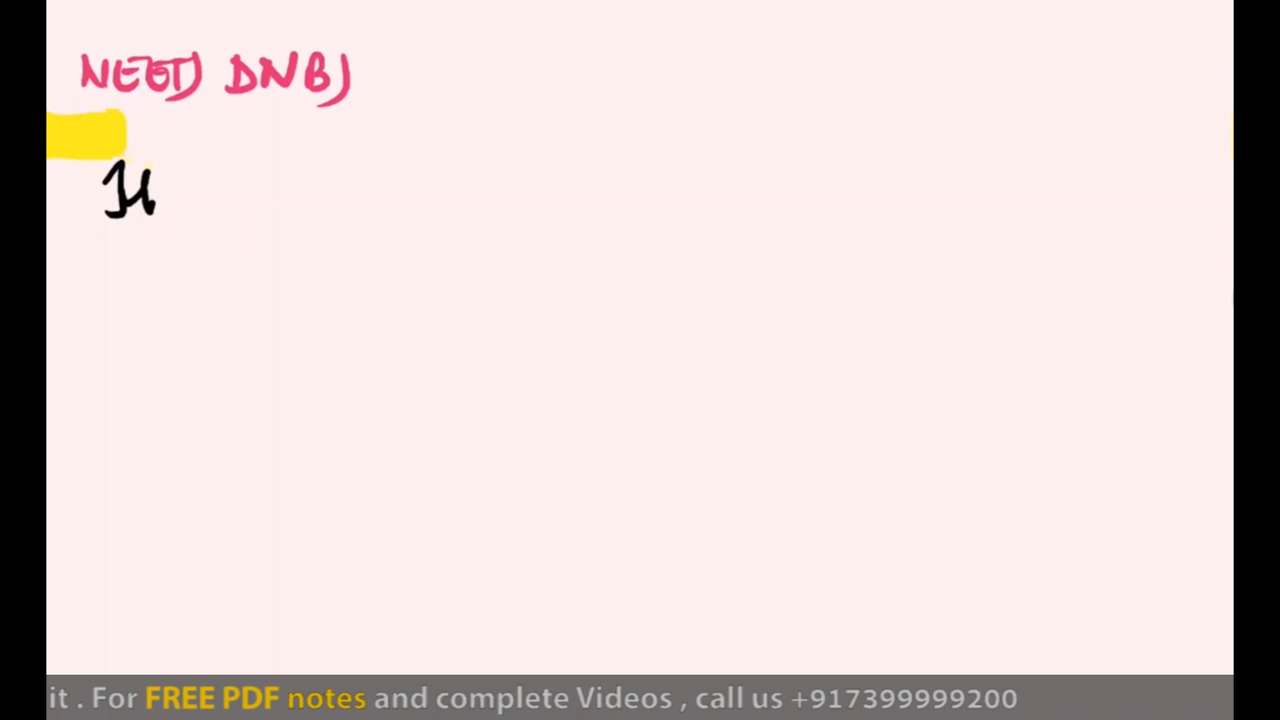 NEET) DNB)
it . For FREE PDF notes and complete Videos , call us +917399999200